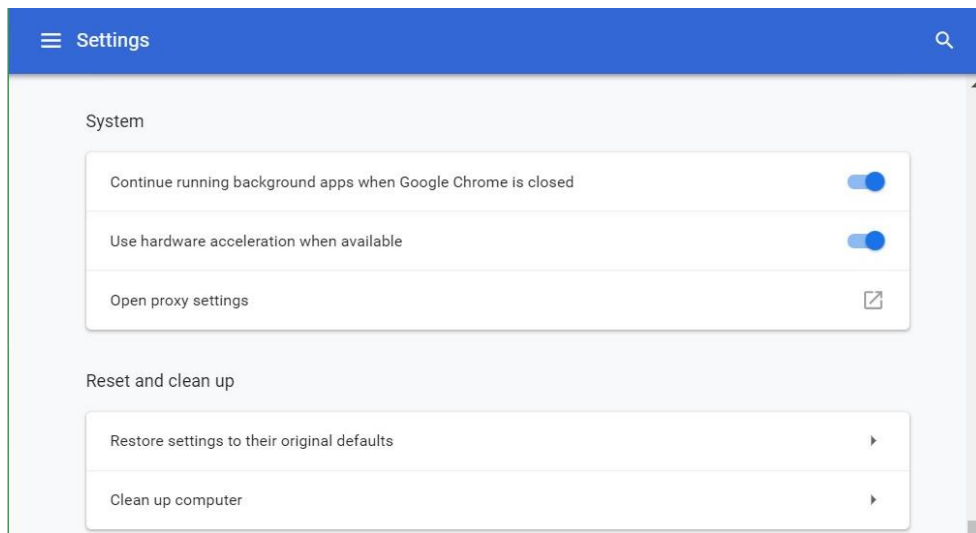 Settings
System
Continue running background apps when Google Chrome is closed
Use hardware acceleration when available
Open proxy settings
Reset and clean up
Restore settings to their original defaults
Clean up computer